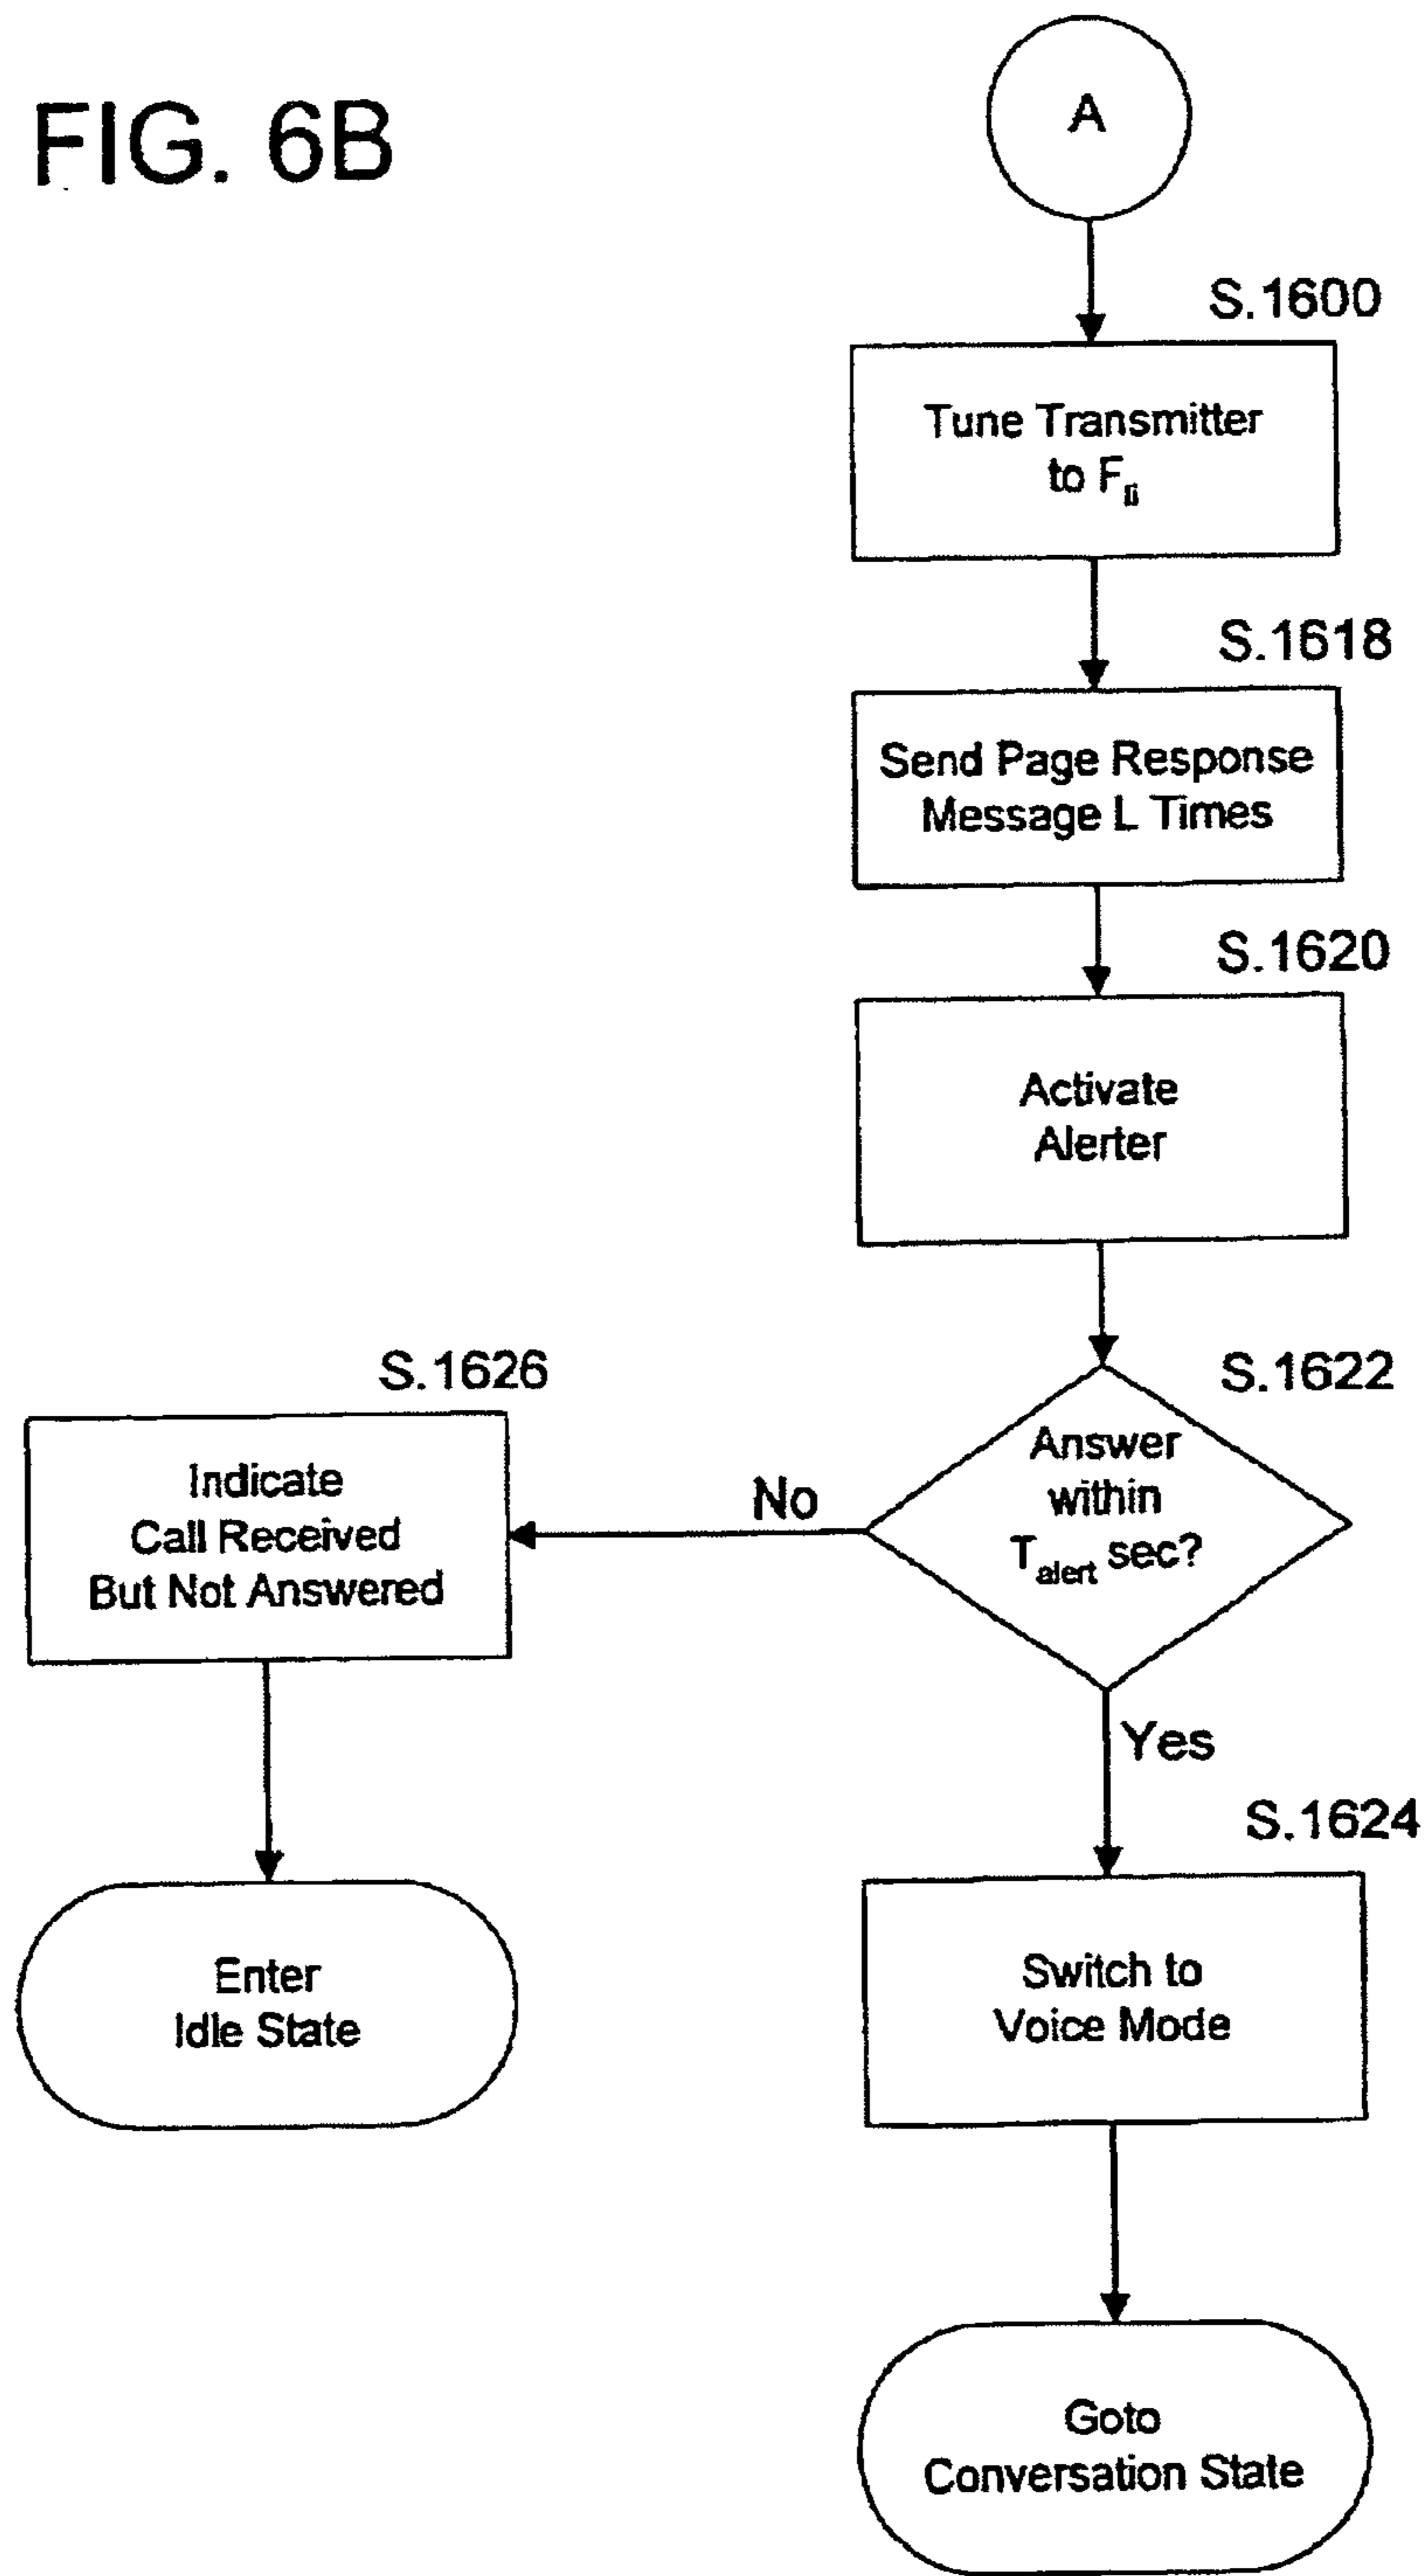 FIG. 6B
A
S.1600
Tune Transmitter
to Ffi
S.1618
Send Page Response
Message L Times
S.1620
Activate
Alerter
S.1622
Answer
within
Talert sec?
No
S.1626
Indicate
Call Received
But Not Answered
Enter
Idle State
Yes
S.1624
Switch to
Voice Mode
Goto
Conversation State